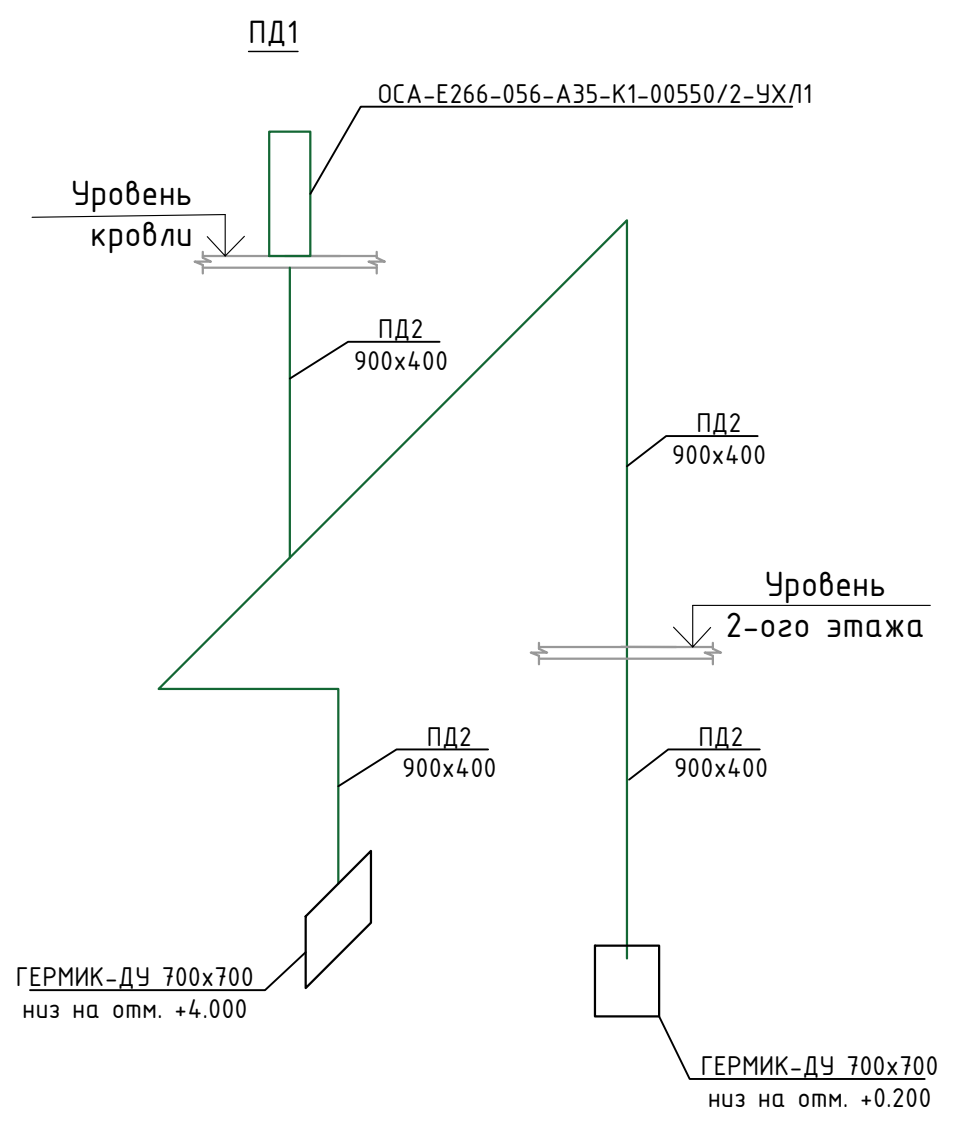 ПД1
ОСА-Е266-056-А35-К1-00550/2-УХЛ1
Уровень
кровли
ПД2
900х400
ПД2
900х400
Уровень
2-ого этажа
ПД2
900х400
ПД2
900х400
ГЕРМИК-ДУ 700х700
низ на отм. +4.000
ГЕРМИК-ДУ 700х700
низ на отм. +0.200